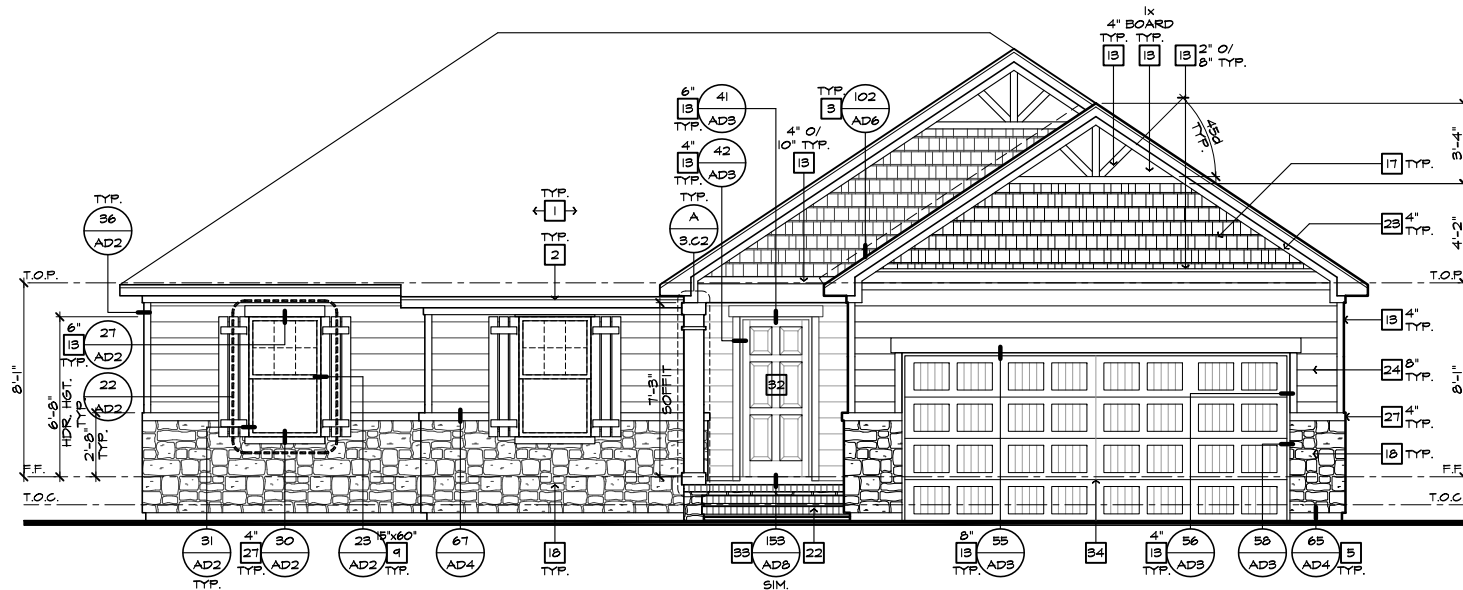 1x
4" BOARD
TYP. TYP.
13 13 13 2" O/
8" TYP.
6"
13
TYP.
41
AD3
TYP.
3
102
AD6
4"
13
TYP.
42
AD3
4" O/
10" TYP.
13
45d
TYP.
3'-4"
17 TYP.
TYP.
36
AD2
TYP.
1
TYP.
2
TYP.
A
3.C2
23 4"
TYP.
4'-2"
T.O.P.
T.O.P.
6"
13
TYP.
27
AD2
13 4"
TYP.
22
AD2
8'-1"
6'-8"
HDR. HGT.
TYP.
2'-8"
TYP.
7'-3"
SOFFIT
32
24 8"
TYP.
8'-1"
27 4"
TYP.
18 TYP.
F.F.
F.F.
T.O.C.
T.O.C.
31
AD2
TYP.
4"
27
TYP.
30
AD2
23
AD2
15"x60"
9
TYP.
67
AD4
18
TYP.
33
153
AD8
SIM.
22
8"
13
TYP.
55
AD3
34
4"
13
TYP.
56
AD3
58
AD3
65
AD4
5
TYP.